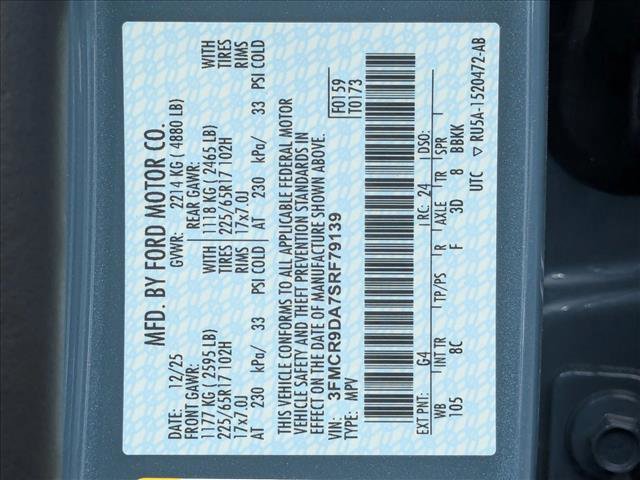 MFD. BY FORD MOTOR CO.
12/25 GVWR: 2214 KG ( 4880 LB)
FRONT GAWR: REAR GAWR: WITH
1177 KG ( 2595 LB) 1118 KG ( 2465 LB) TIRES
225/65R17 102H 225/65R17 102H RIMS
17x7.0J 17x7.0J
AT 230 kPa/ 33 PSI COLD AT 230 kPa/ 33 PSI COLD
WITH
TIRES
RIMS
THIS VEHICLE CONFORMS TO ALL APPLICABLE FEDERAL MOTOR
VEHICLE SAFETY AND THEFT PREVENTION STANDARDS IN
EFFECT ON THE DATE OF MANUFACTURE SHOWN ABOVE.
3FMCR9DA7SRF79139
TYPE: MPV
F0159
T0173
EXT PNT: G4 RC: 24 DSO:
WB INT TR TP/PS R AXLE TR SPR
105 8C F 3D 8 BBKK
UTC ▽ RU5A-1520472-AB